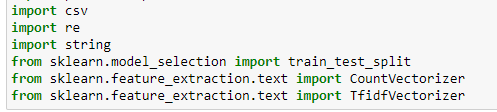 import csv
import re
import string
from sklearn.model_selection import train_test_split
from sklearn.feature_extraction.text import CountVectorizer
from sklearn.feature_extraction.text import TfidfVectorizer